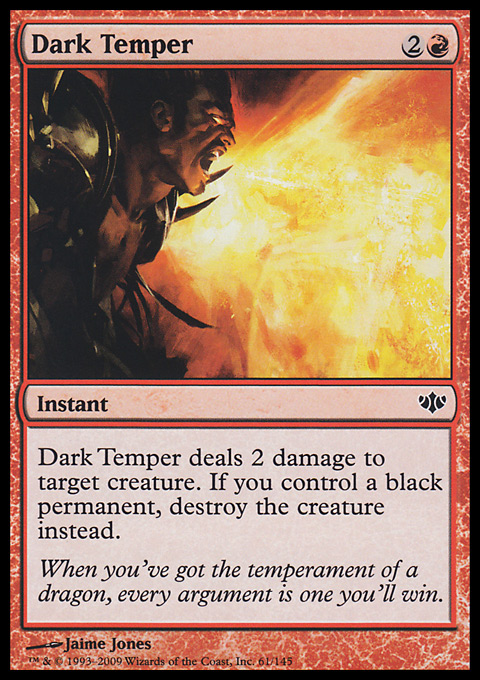 Dark Temper 2
Instant
Dark Temper deals 2 damage to
target creature. If you control a black
permanent, destroy the creature
instead.
When you've got the temperament of a
dragon, every argument is one you'll win.
Jaime Jones
™ & © 1993–2009 Wizards of the Coast, Inc. 61/145